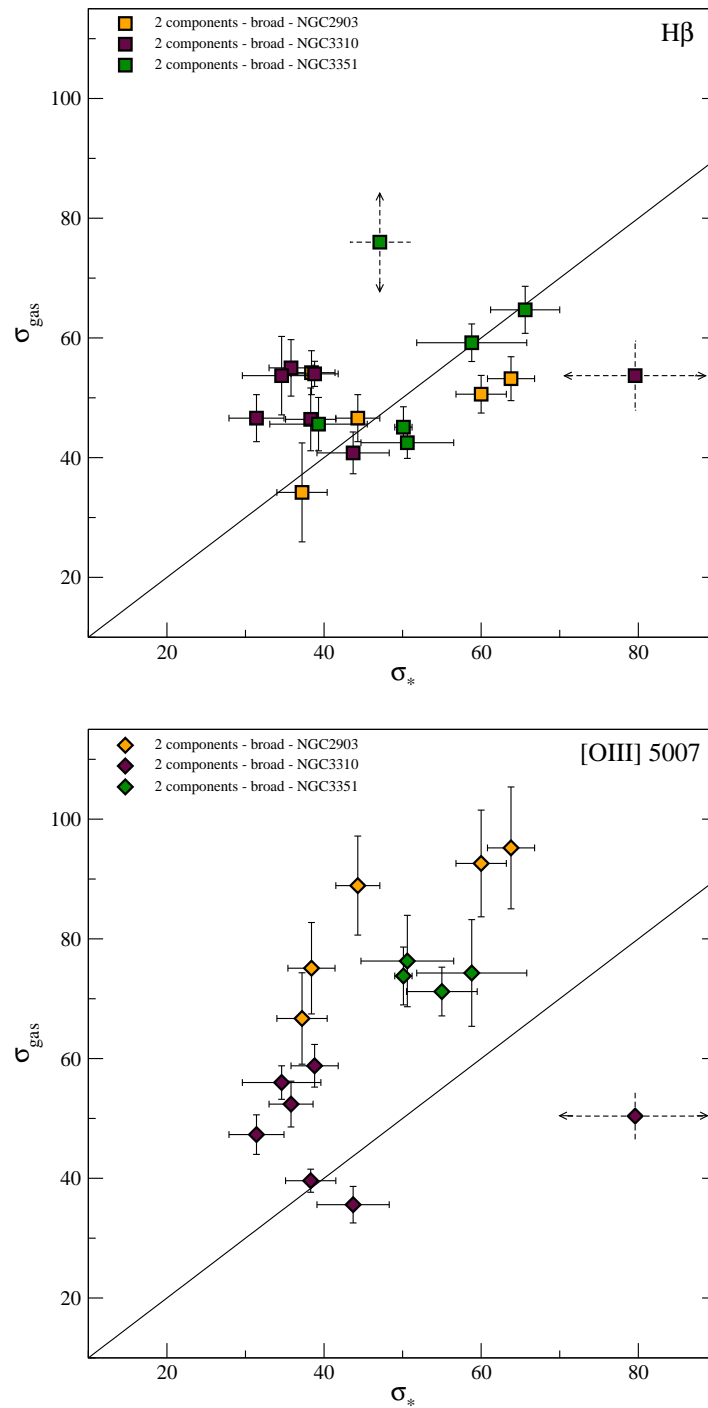 2 components - broad - NGC2903
2 components - broad - NGC3310
2 components - broad - NGC3351
Hβ
100
80
60
40
20
σgas
20 40 60 80
σ*
2 components - broad - NGC2903
2 components - broad - NGC3310
2 components - broad - NGC3351
[OIII] 5007
100
80
60
40
20
σgas
20 40 60 80
σ*